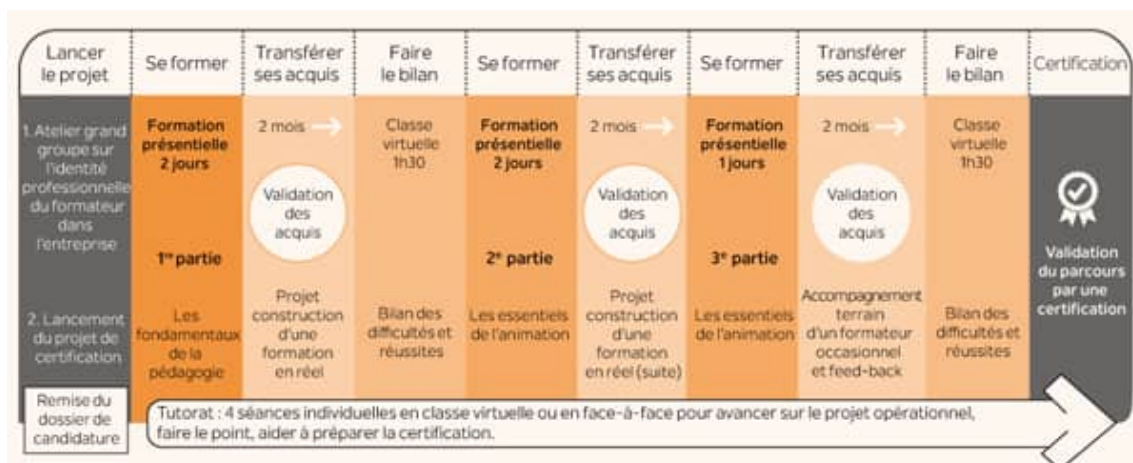 Lancer
le projet
Se former
Transférer
ses acquis
Faire
le bilan
Se former
Transférer
ses acquis
Se former
Transférer
ses acquis
Faire
le bilan
Certification
1. Atelier grand
groupe sur
l'identité
professionnelle
du formateur
dans
l'entreprise
2. Lancement
du projet de
certification
Remise du
dossier de
candidature
Formation
présentielle
2 jours
1re partie
Les
fondamentaux
de la
pédagogie
2 mois
Validation
des
acquis
Projet
construction
d'une
formation
en réel
Classe
virtuelle
1h30
Bilan des
difficultés et
réussites
Formation
présentielle
2 jours
2e partie
Les essentiels
de l'animation
2 mois
Validation
des
acquis
Projet
construction
d'une
formation
en réel (suite)
Formation
présentielle
1 jours
3e partie
Les essentiels
de l'animation
2 mois
Validation
des
acquis
Accompagnement
terrain
d'un formateur
occasionnel
et feed-back
Classe
virtuelle
1h30
Bilan des
difficultés et
réussites
Validation
du parcours
par une
certification
Tutorat : 4 séances individuelles en classe virtuelle ou en face-à-face pour avancer sur le projet opérationnel,
faire le point, aider à préparer la certification.